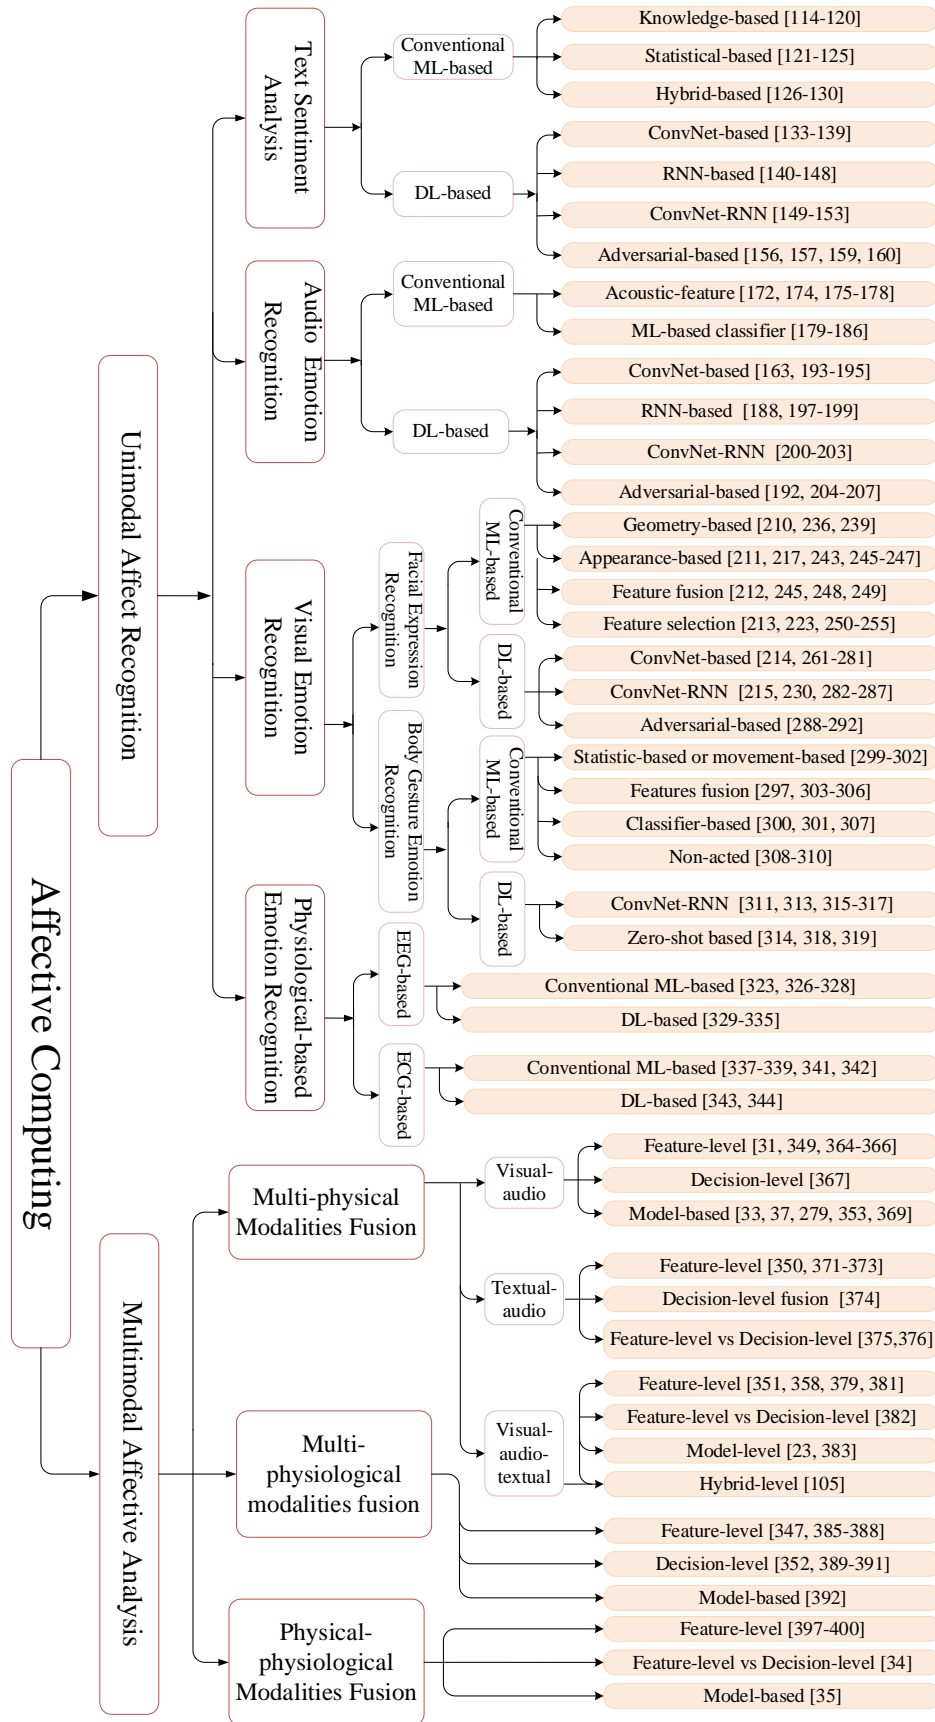 Affective Computing
Unimodal Affect Recognition
Text Sentiment
Analysis
Conventional
ML-based
Knowledge-based [114-120]
Statistical-based [121-125]
Hybrid-based [126-130]
DL-based
ConvNet-based [133-139]
RNN-based [140-148]
ConvNet-RNN [149-153]
Adversarial-based [156, 157, 159, 160]
Audio Emotion
Recognition
Conventional
ML-based
Acoustic-feature [172, 174, 175-178]
ML-based classifier [179-186]
DL-based
ConvNet-based [163, 193-195]
RNN-based [188, 197-199]
ConvNet-RNN [200-203]
Adversarial-based [192, 204-207]
Visual Emotion
Recognition
Facial Expression
Recognition
Conventional
ML-based
Geometry-based [210, 236, 239]
Appearance-based [211, 217, 243, 245-247]
Feature fusion [212, 245, 248, 249]
Feature selection [213, 223, 250-255]
DL-based
ConvNet-based [214, 261-281]
ConvNet-RNN [215, 230, 282-287]
Adversarial-based [288-292]
Body Gesture Emotion
Recognition
Conventional
ML-based
Statistic-based or movement-based [299-302]
Features fusion [297, 303-306]
Classifier-based [300, 301, 307]
Non-acted [308-310]
DL-based
ConvNet-RNN [311, 313, 315-317]
Zero-shot based [314, 318, 319]
Physiological-based
Emotion Recognition
EEG-based
Conventional ML-based [323, 326-328]
DL-based [329-335]
ECG-based
Conventional ML-based [337-339, 341, 342]
DL-based [343, 344]
Multimodal Affective Analysis
Multi-physical
Modalities Fusion
Visual-
audio
Feature-level [31, 349, 364-366]
Decision-level [367]
Model-based [33, 37, 279, 353, 369]
Textual-
audio
Feature-level [350, 371-373]
Decision-level fusion [374]
Feature-level vs Decision-level [375,376]
Visual-
audio-
textual
Feature-level [351, 358, 379, 381]
Feature-level vs Decision-level [382]
Model-level [23, 383]
Hybrid-level [105]
Multi-
physiological
modalities fusion
Feature-level [347, 385-388]
Decision-level [352, 389-391]
Model-based [392]
Physical-
physiological
Modalities Fusion
Feature-level [397-400]
Feature-level vs Decision-level [34]
Model-based [35]